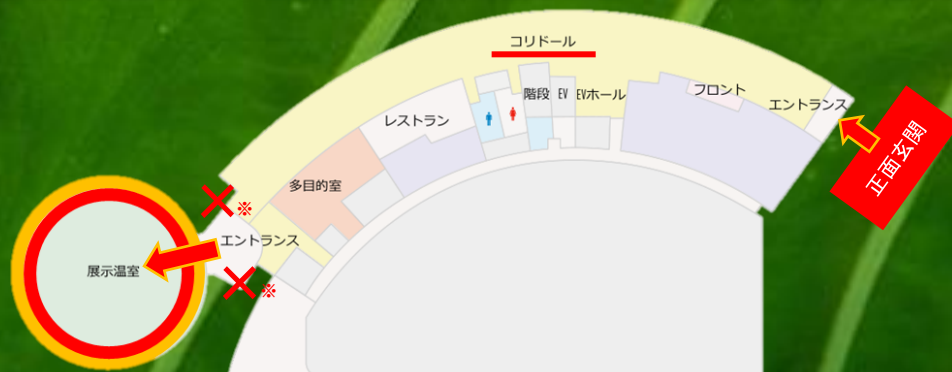 コリドール
階段
EV
EVホール
フロント
エントランス
正面玄関
レストラン
多目的室
※
エントランス
展示温室
※